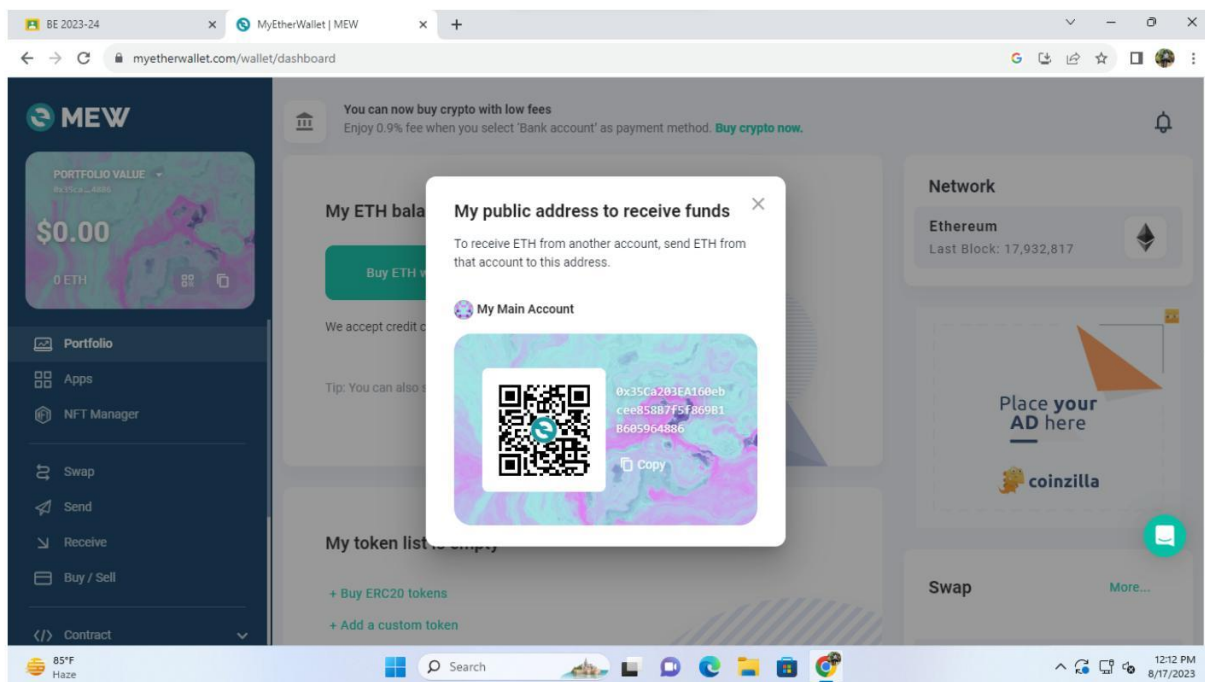 BE 2023-24
MyEtherWallet | MEW
myetherwallet.com/wallet/dashboard
MEW
You can now buy crypto with low fees
Enjoy 0.9% fee when you select 'Bank account' as payment method. Buy crypto now.
PORTFOLIO VALUE
$0.00
0 ETH
Portfolio
Apps
NFT Manager
Swap
Send
Receive
Buy / Sell
Contract
My ETH bala
Buy ETH w
We accept credit c
Tip: You can also s
My public address to receive funds
To receive ETH from another account, send ETH from
that account to this address.
My Main Account
0x35Ca203EA160eb
cee858B7f5f869B1
B605964886
Copy
My token list is empty
+ Buy ERC20 tokens
+ Add a custom token
Network
Ethereum
Last Block: 17,932,817
Place your
AD here
coinzilla
Swap
More...
85°F
Haze
Search
12:12 PM
8/17/2023